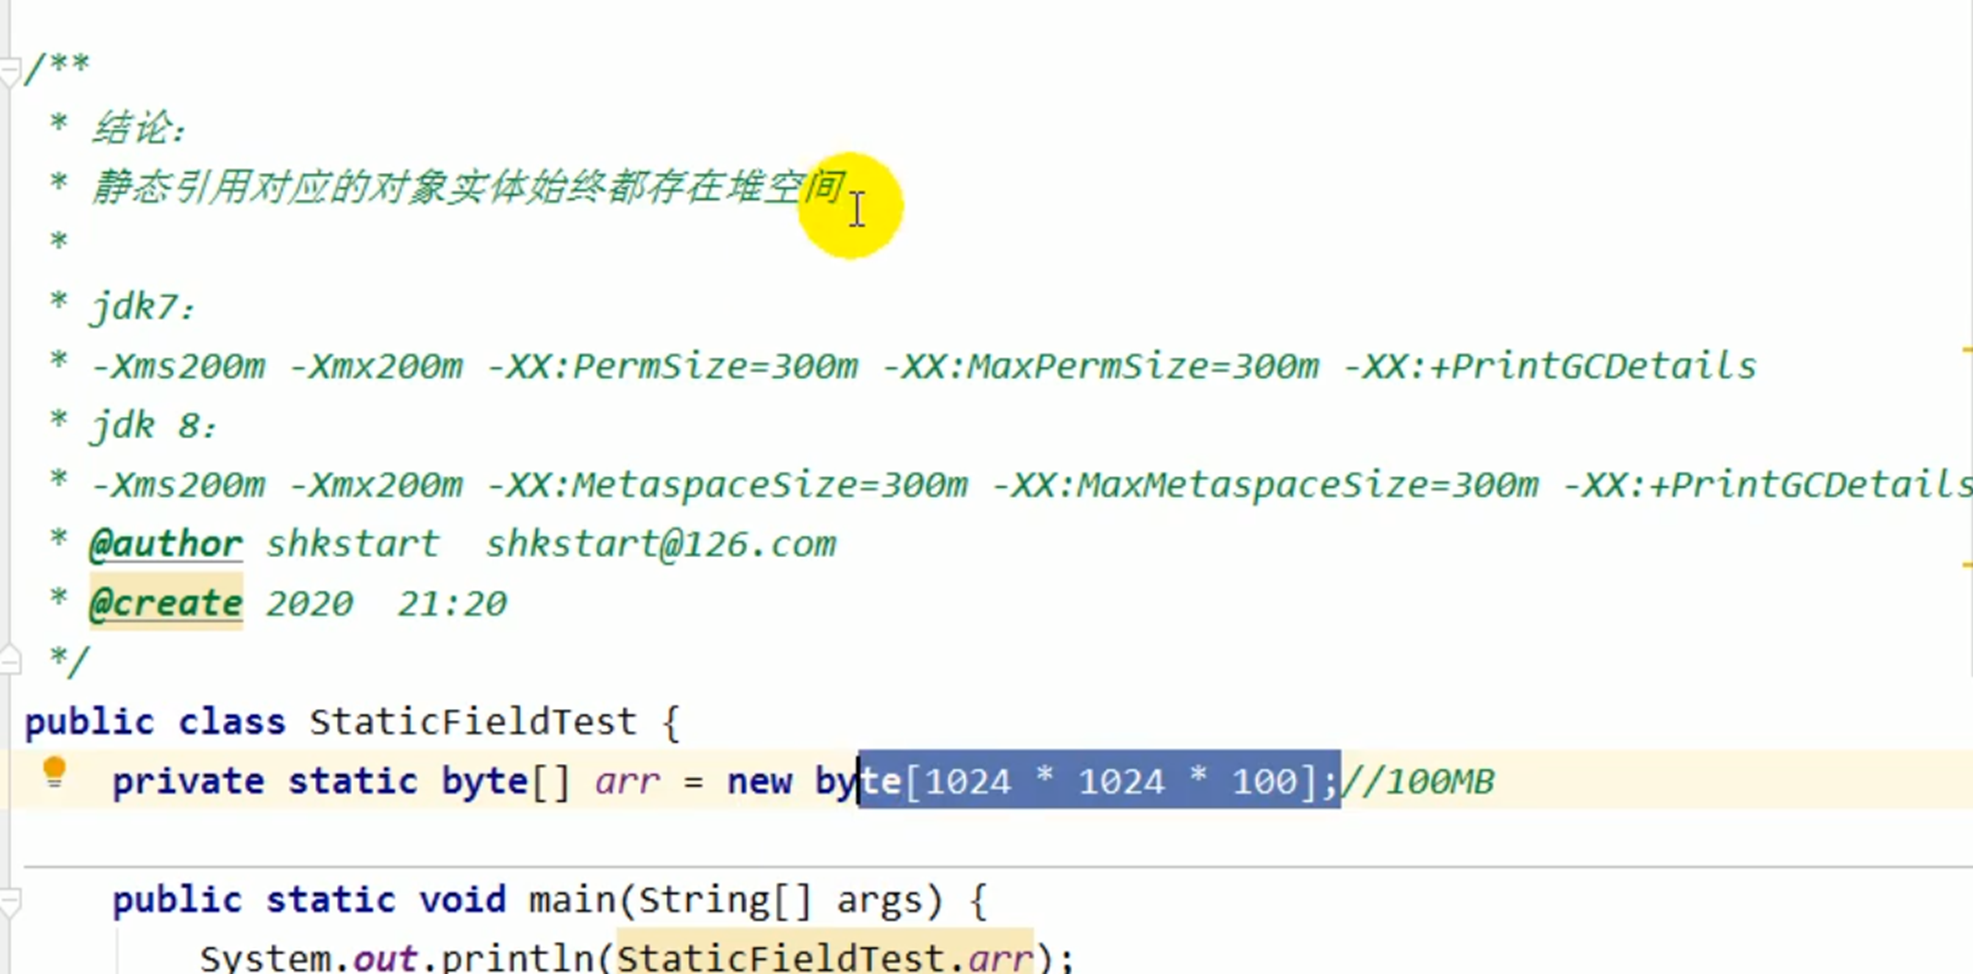 /**
 * 结论:
 * 静态引用对应的对象实体始终都存在堆空间
 *
 * jdk7:
 * -Xms200m -Xmx200m -XX:PermSize=300m -XX:MaxPermSize=300m -XX:+PrintGCDetails
 * jdk 8:
 * -Xms200m -Xmx200m -XX:MetaspaceSize=300m -XX:MaxMetaspaceSize=300m -XX:+PrintGCDetails
 * @author shkstart  shkstart@126.com
 * @create 2020  21:20
 */
public class StaticFieldTest {
    private static byte[] arr = new byte[1024 * 1024 * 100];//100MB
    public static void main(String[] args) {
        System.out.println(StaticFieldTest.arr);